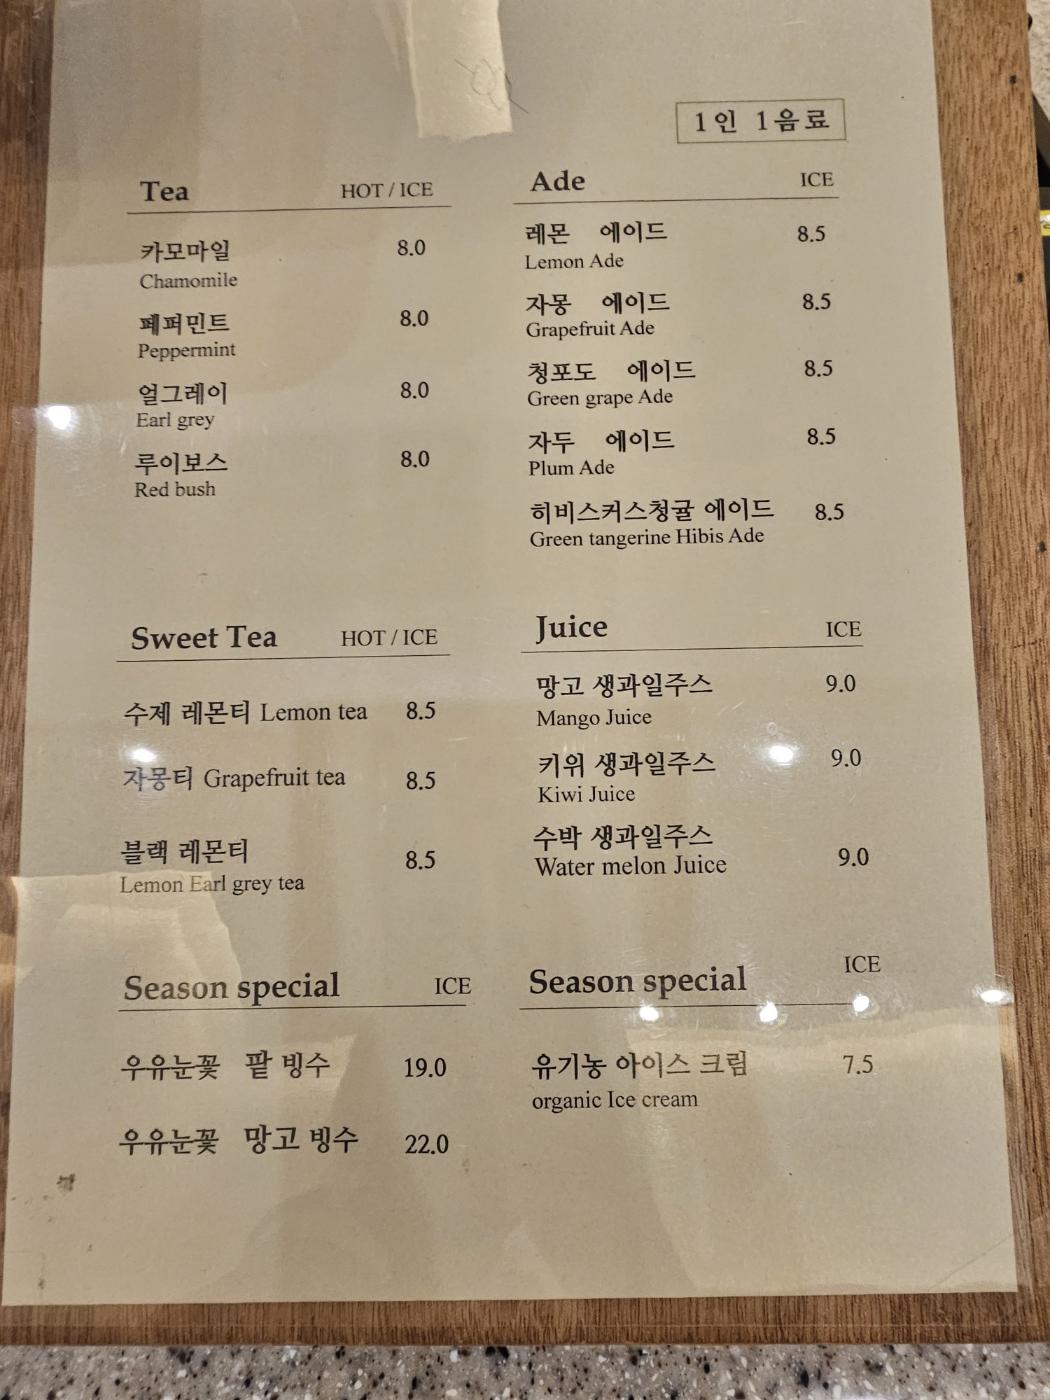 1인 1음료
Tea HOT / ICE
카모마일 8.0
Chamomile
페퍼민트 8.0
Peppermint
얼그레이 8.0
Earl grey
루이보스 8.0
Red bush
Ade ICE
레몬 에이드 8.5
Lemon Ade
자몽 에이드 8.5
Grapefruit Ade
청포도 에이드 8.5
Green grape Ade
자두 에이드 8.5
Plum Ade
히비스커스청귤 에이드 8.5
Green tangerine Hibis Ade
Sweet Tea HOT / ICE
수제 레몬티 Lemon tea 8.5
자몽티 Grapefruit tea 8.5
블랙 레몬티 8.5
Lemon Earl grey tea
Juice ICE
망고 생과일주스 9.0
Mango Juice
키위 생과일주스 9.0
Kiwi Juice
수박 생과일주스
Water melon Juice 9.0
Season special ICE
우유눈꽃 팥 빙수 19.0
우유눈꽃 망고 빙수 22.0
Season special ICE
유기농 아이스 크림 7.5
organic Ice cream